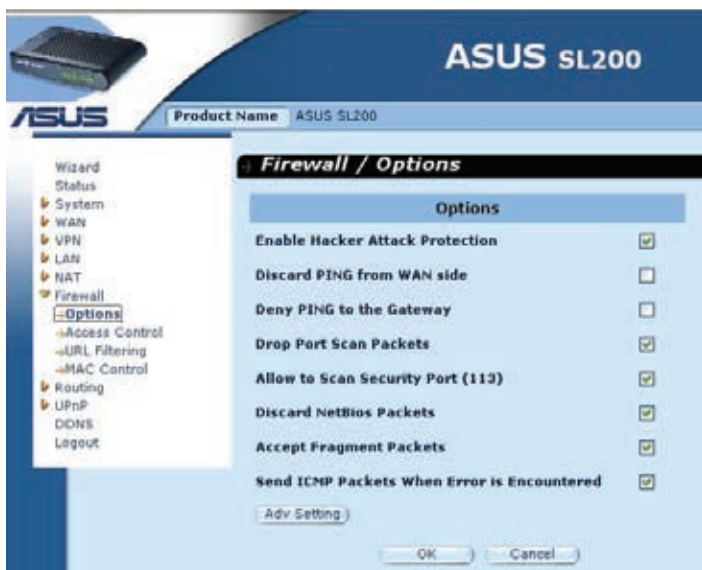 ASUS SL200
ASUS
Product Name ASUS SL200
Wizard
Status
System
WAN
VPN
LAN
NAT
Firewall
Options
Access Control
URL Filtering
MAC Control
Routing
UPnP
DDNS
Logout
Firewall / Options
Options
Enable Hacker Attack Protection
Discard PING from WAN side
Deny PING to the Gateway
Drop Port Scan Packets
Allow to Scan Security Port (113)
Discard NetBios Packets
Accept Fragment Packets
Send ICMP Packets When Error is Encountered
Adv Setting
OK Cancel